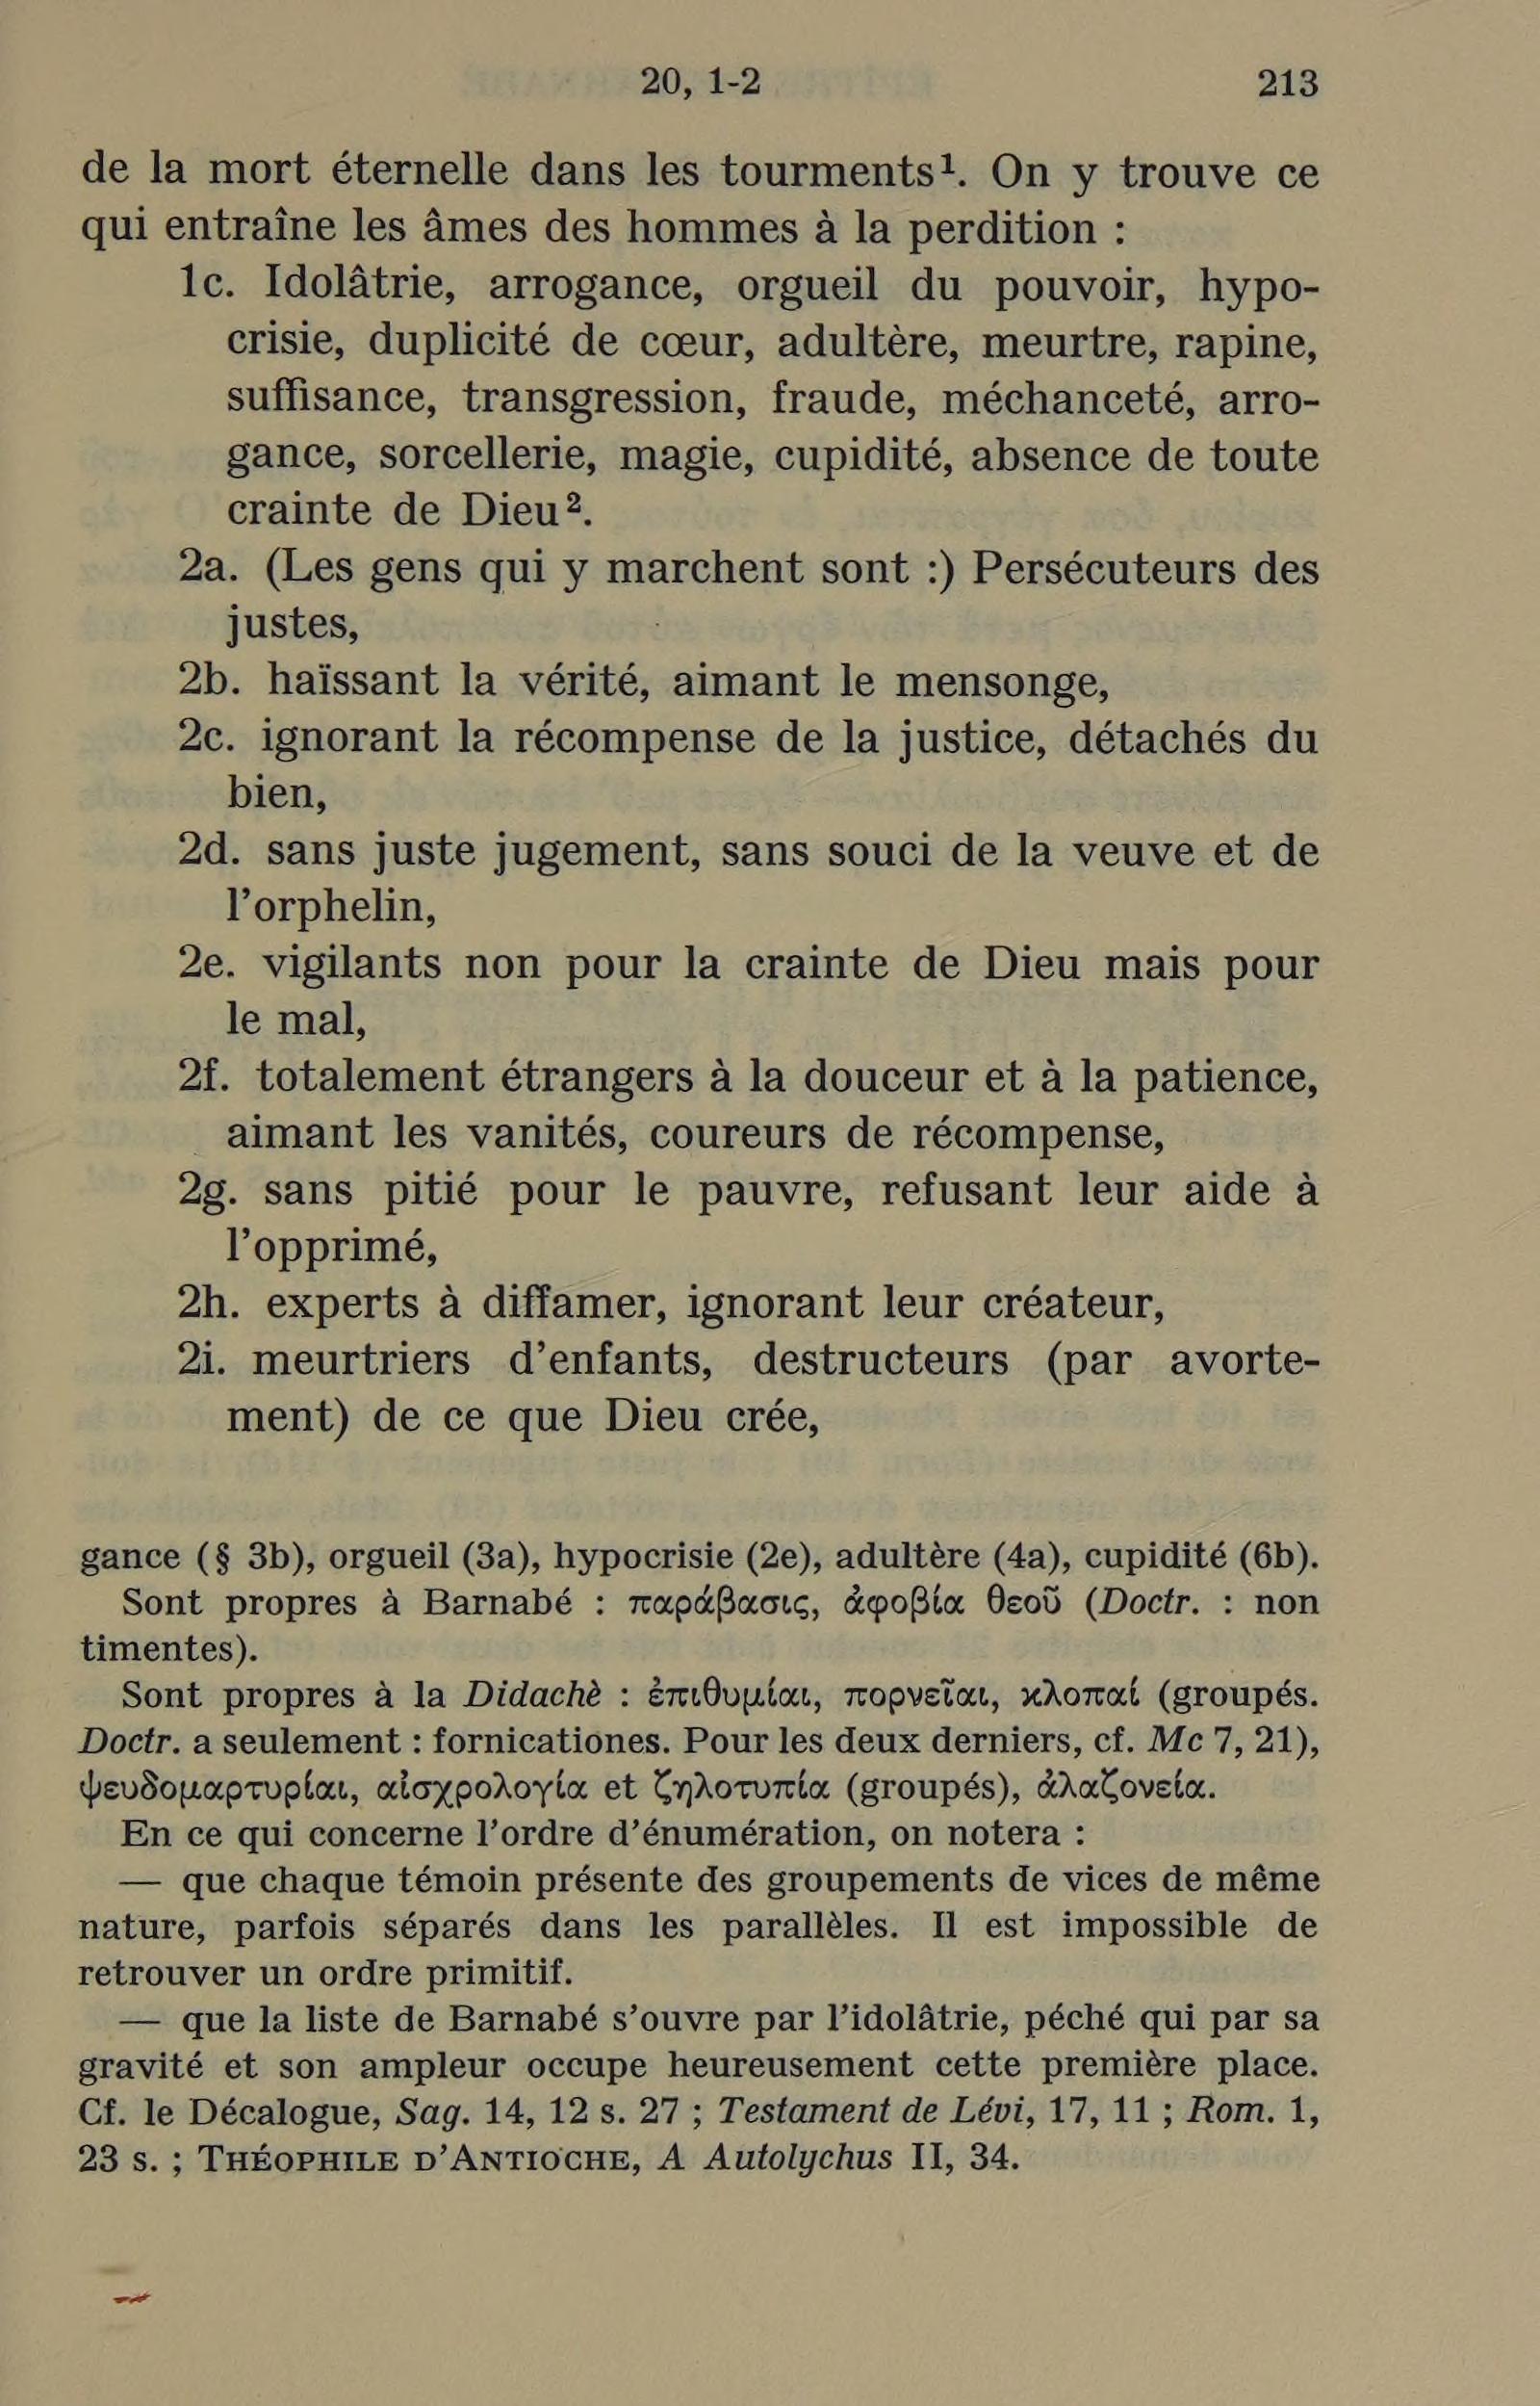 20, 1-2 213
de la mort éternelle dans les tourments¹. On y trouve ce
qui entraîne les âmes des hommes à la perdition :
1c. Idolâtrie, arrogance, orgueil du pouvoir, hypo-
crisie, duplicité de cœur, adultère, meurtre, rapine,
suffisance, transgression, fraude, méchanceté, arro-
gance, sorcellerie, magie, cupidité, absence de toute
crainte de Dieu².
2a. (Les gens qui y marchent sont :) Persécuteurs des
justes,
2b. haïssant la vérité, aimant le mensonge,
2c. ignorant la récompense de la justice, détachés du
bien,
2d. sans juste jugement, sans souci de la veuve et de
l'orphelin,
2e. vigilants non pour la crainte de Dieu mais pour
le mal,
2f. totalement étrangers à la douceur et à la patience,
aimant les vanités, coureurs de récompense,
2g. sans pitié pour le pauvre, refusant leur aide à
l'opprimé,
2h. experts à diffamer, ignorant leur créateur,
2i. meurtriers d'enfants, destructeurs (par avorte-
ment) de ce que Dieu crée,
gance (§ 3b), orgueil (3a), hypocrisie (2e), adultère (4a), cupidité (6b).
Sont propres à Barnabé : παράβασις, ἀφοβία θεοῦ (Doctr. : non
timentes).
Sont propres à la Didachè : ἐπιθυμίαι, πορνεῖαι, κλοπαί (groupés.
Doctr. a seulement : fornicationes. Pour les deux derniers, cf. Mc 7, 21),
ψευδομαρτυρίαι, αἰσχρολογία et ζηλοτυπία (groupés), ἀλαζονεία.
En ce qui concerne l'ordre d'énumération, on notera :
— que chaque témoin présente des groupements de vices de même
nature, parfois séparés dans les parallèles. Il est impossible de
retrouver un ordre primitif.
— que la liste de Barnabé s'ouvre par l'idolâtrie, péché qui par sa
gravité et son ampleur occupe heureusement cette première place.
Cf. le Décalogue, Sag. 14, 12 s. 27 ; Testament de Lévi, 17, 11 ; Rom. 1,
23 s. ; THÉOPHILE D'ANTIOCHE, A Autolychus II, 34.